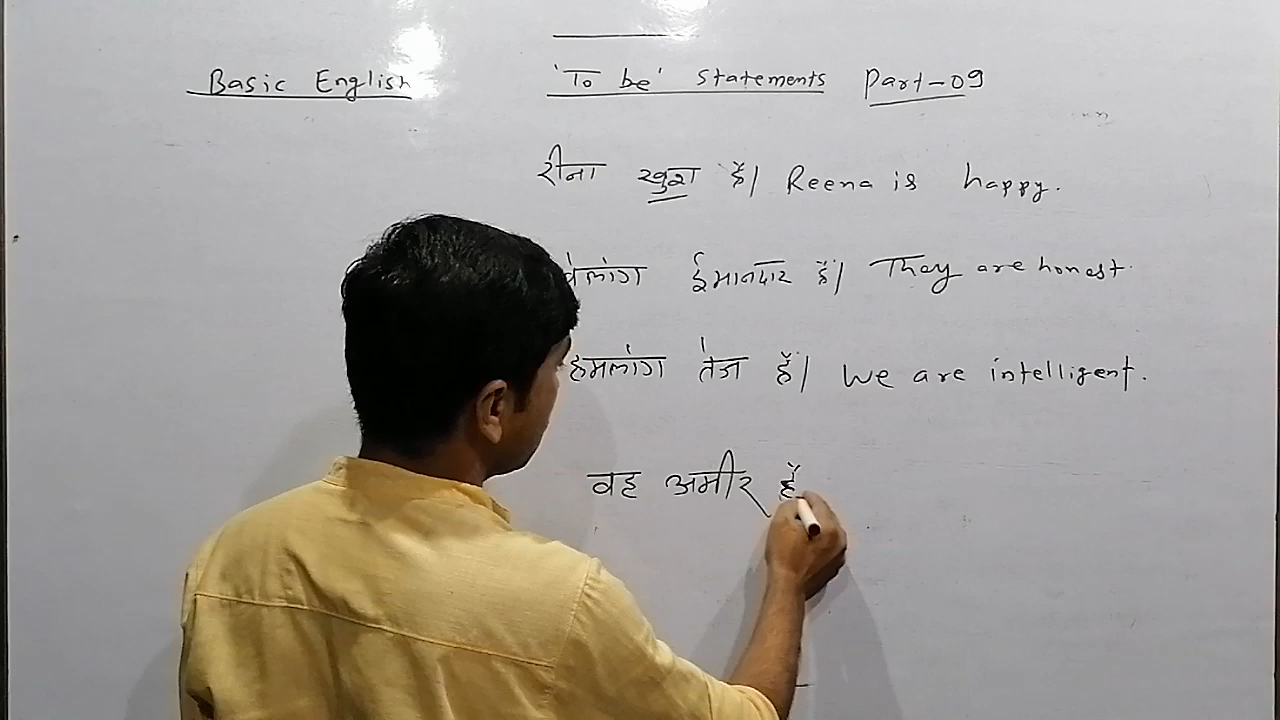 Basic English 'To be' Statements Part-09
रीना खुश है। Reena is happy.
वेलोग ईमानदार हैं। They are honest.
हमलोग तेज हैं। We are intelligent.
वह अमीर है